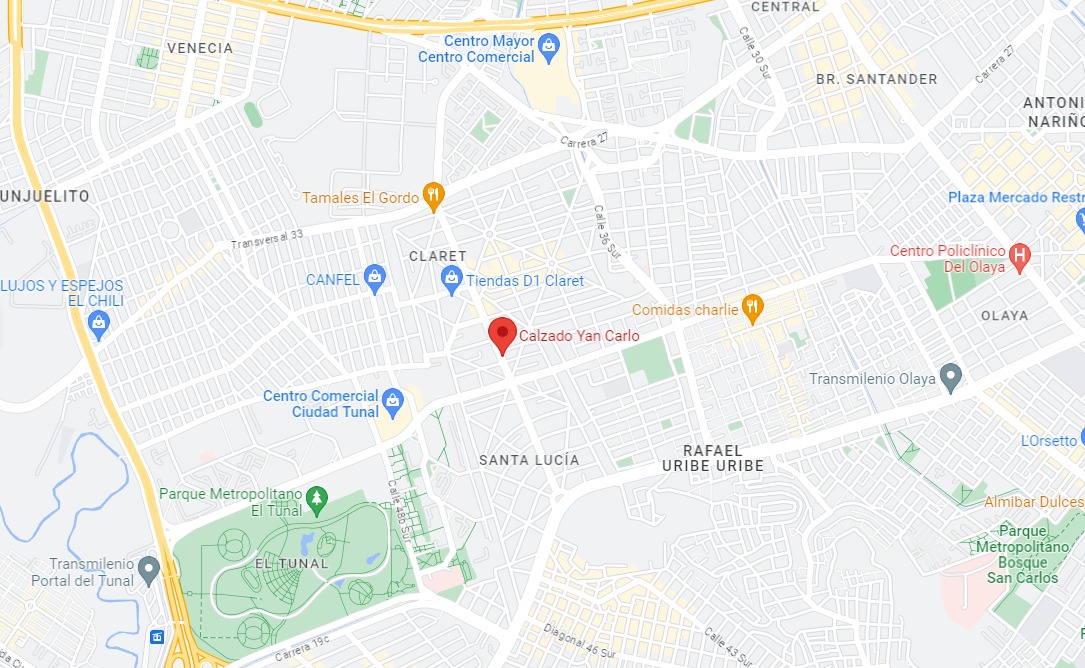 CENTRAL
VENECIA
Centro Mayor
Centro Comercial
Calle 30 Sur
Carrera 27
BR. SANTANDER
ANTONI
NARIÑO
Carrera 27
UNJUELITO
Tamales El Gordo
Plaza Mercado Restr
Transversal 33
Calle 36 Sur
CLARET
Centro Policlínico
Del Olaya
LUJOS Y ESPEJOS
EL CHILI
CANFEL
Tiendas D1 Claret
Comidas charlie
OLAYA
Calzado Yan Carlo
Transmilenio Olaya
Centro Comercial
Ciudad Tunal
SANTA LUCÍA
RAFAEL
URIBE URIBE
L'Orsetto
Parque Metropolitano
El Tunal
Calle 48b Sur
Almibar Dulces
Parque
Metropolitano
Bosque
San Carlos
Transmilenio
Portal del Tunal
EL TUNAL
Carrera 19c
Diagonal 46 Sur
Calle 43 Sur